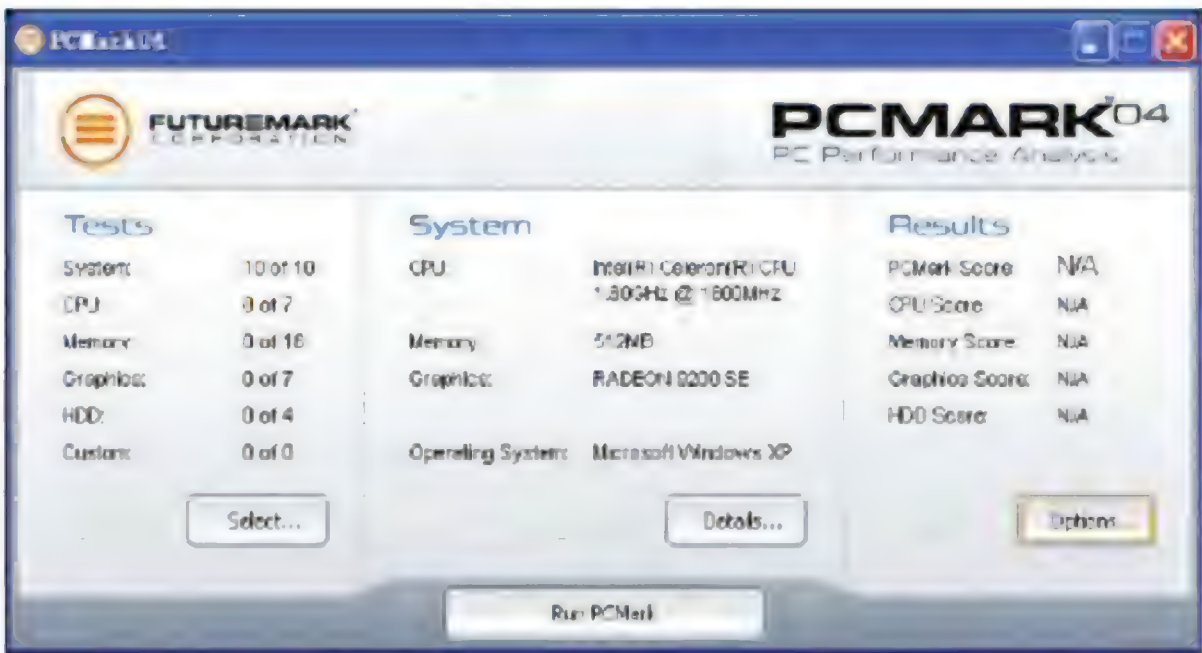 PCMark04
FUTUREMARK
CORPORATION
PCMARK'04
PC Performance Analysis
Tests
System: 10 of 10
CPU: 0 of 7
Memory: 0 of 16
Graphics: 0 of 7
HDD: 0 of 4
Custom: 0 of 0
Select...
System
CPU: Intel(R) Celeron(R) CPU
1.80GHz @ 1800MHz
Memory: 512MB
Graphics: RADEON 9200 SE
Operating System: Microsoft Windows XP
Details...
Results
PCMark Score: N/A
CPU Score: N/A
Memory Score: N/A
Graphics Score: N/A
HDD Score: N/A
Options...
Run PCMark